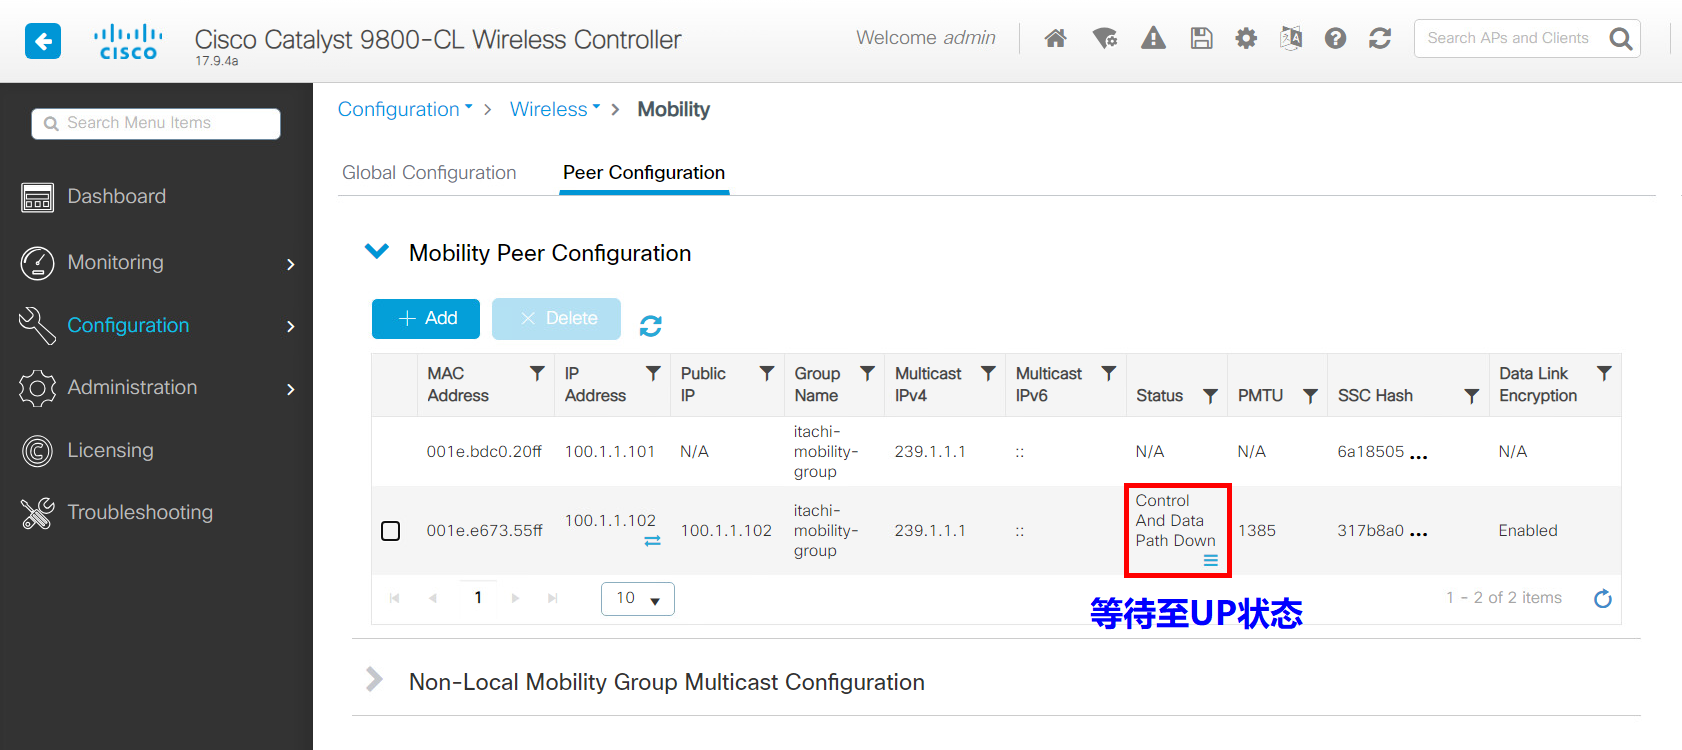 CISCO
Cisco Catalyst 9800-CL Wireless Controller
17.9.4a
Welcome admin
Search APs and Clients
Search Menu Items
Dashboard
Monitoring
Configuration
Administration
Licensing
Troubleshooting
Configuration > Wireless > Mobility
Global Configuration Peer Configuration
Mobility Peer Configuration
+ Add × Delete
MAC Address IP Address Public IP Group Name Multicast IPv4 Multicast IPv6 Status PMTU SSC Hash Data Link Encryption
001e.bdc0.20ff 100.1.1.101 N/A itachi-mobility-group 239.1.1.1 :: N/A N/A 6a18505 ... N/A
001e.e673.55ff 100.1.1.102 100.1.1.102 itachi-mobility-group 239.1.1.1 :: Control And Data Path Down 1385 317b8a0 ... Enabled
1 10 1 - 2 of 2 items
等待至UP状态
Non-Local Mobility Group Multicast Configuration